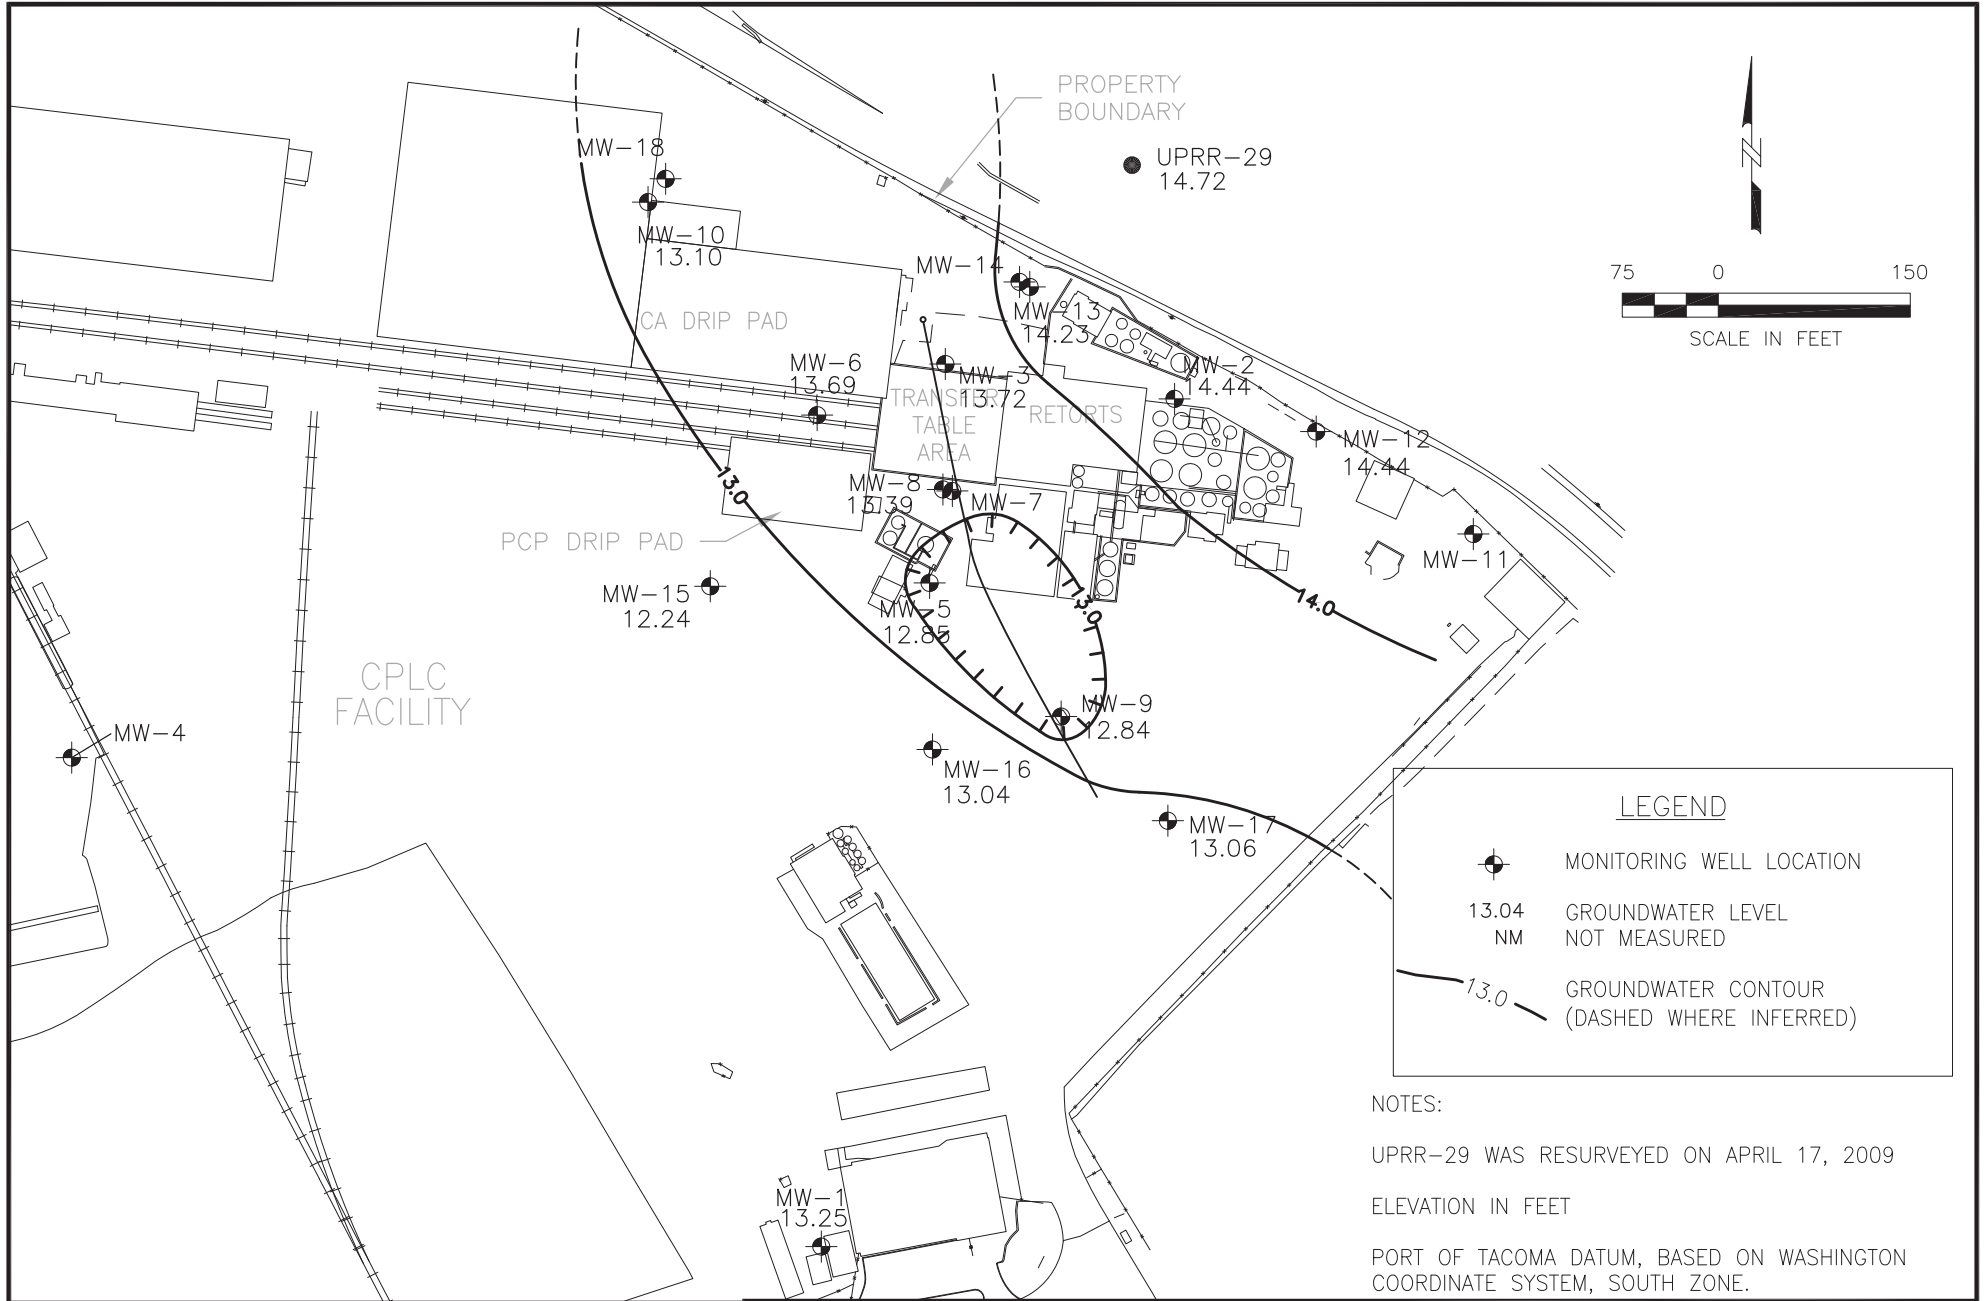 PROPERTY
BOUNDARY
UPRR-29
14.72
N
MW-18
MW-10
13.10
MW-14
MW-13
14.23
75 0 150
SCALE IN FEET
CA DRIP PAD
MW-6
13.69
MW-3
13.72
MW-2
14.44
TRANSFER
TABLE
AREA
RETORTS
MW-12
14.44
13.0
MW-8
13.39
MW-7
PCP DRIP PAD
MW-11
MW-15
12.24
MW-5
12.85
13.0
14.0
CPLC
FACILITY
MW-4
MW-9
12.84
MW-16
13.04
MW-17
13.06
LEGEND
MONITORING WELL LOCATION
13.04 GROUNDWATER LEVEL
NM NOT MEASURED
13.0 GROUNDWATER CONTOUR
(DASHED WHERE INFERRED)
NOTES:
UPRR-29 WAS RESURVEYED ON APRIL 17, 2009
ELEVATION IN FEET
PORT OF TACOMA DATUM, BASED ON WASHINGTON
COORDINATE SYSTEM, SOUTH ZONE.
MW-1
13.25